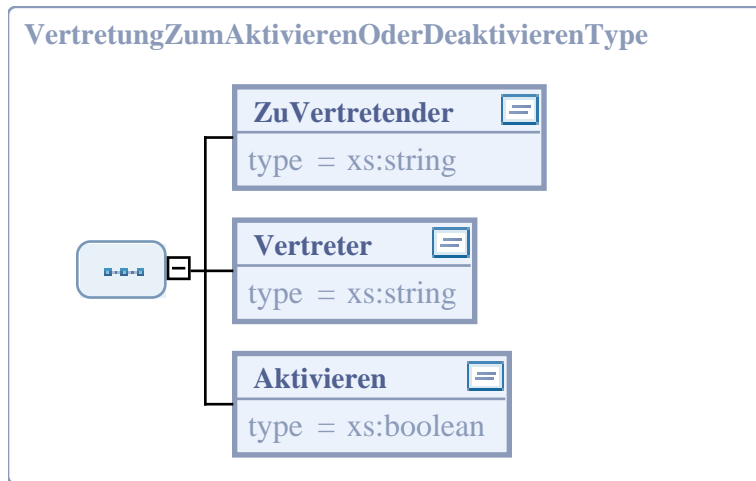 VertretungZumAktivierenOderDeaktivierenType
ZuVertretender
type = xs:string
Vertreter
type = xs:string
Aktivieren
type = xs:boolean